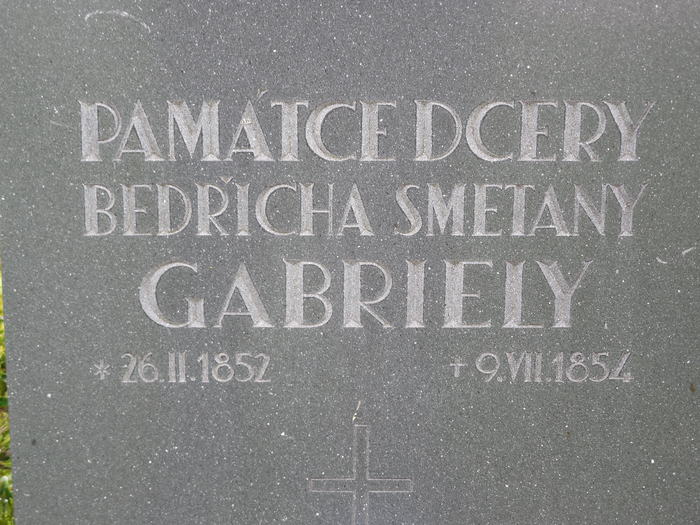 PAMÁTCE DCERY
BEDŘICHA SMETANY
GABRIELY
* 26.II.1852 + 9.VII.1854